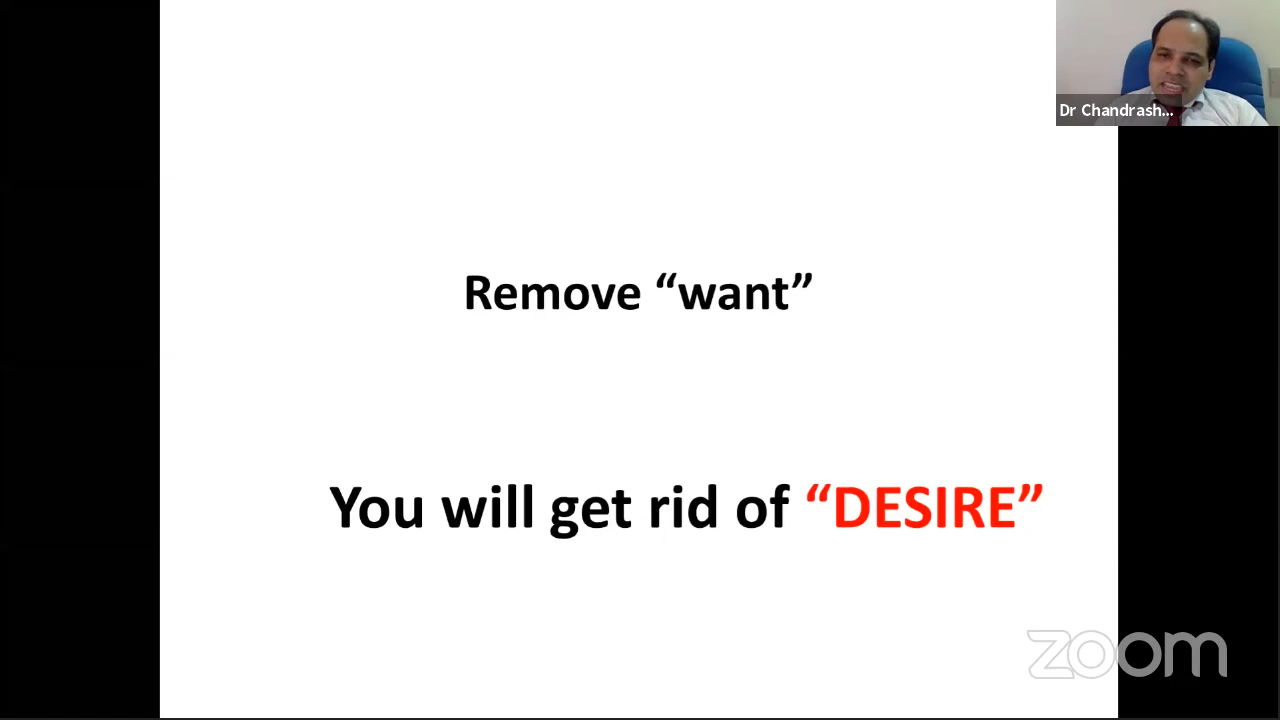 Dr Chandrash...
Remove “want”
You will get rid of “DESIRE”
zoom